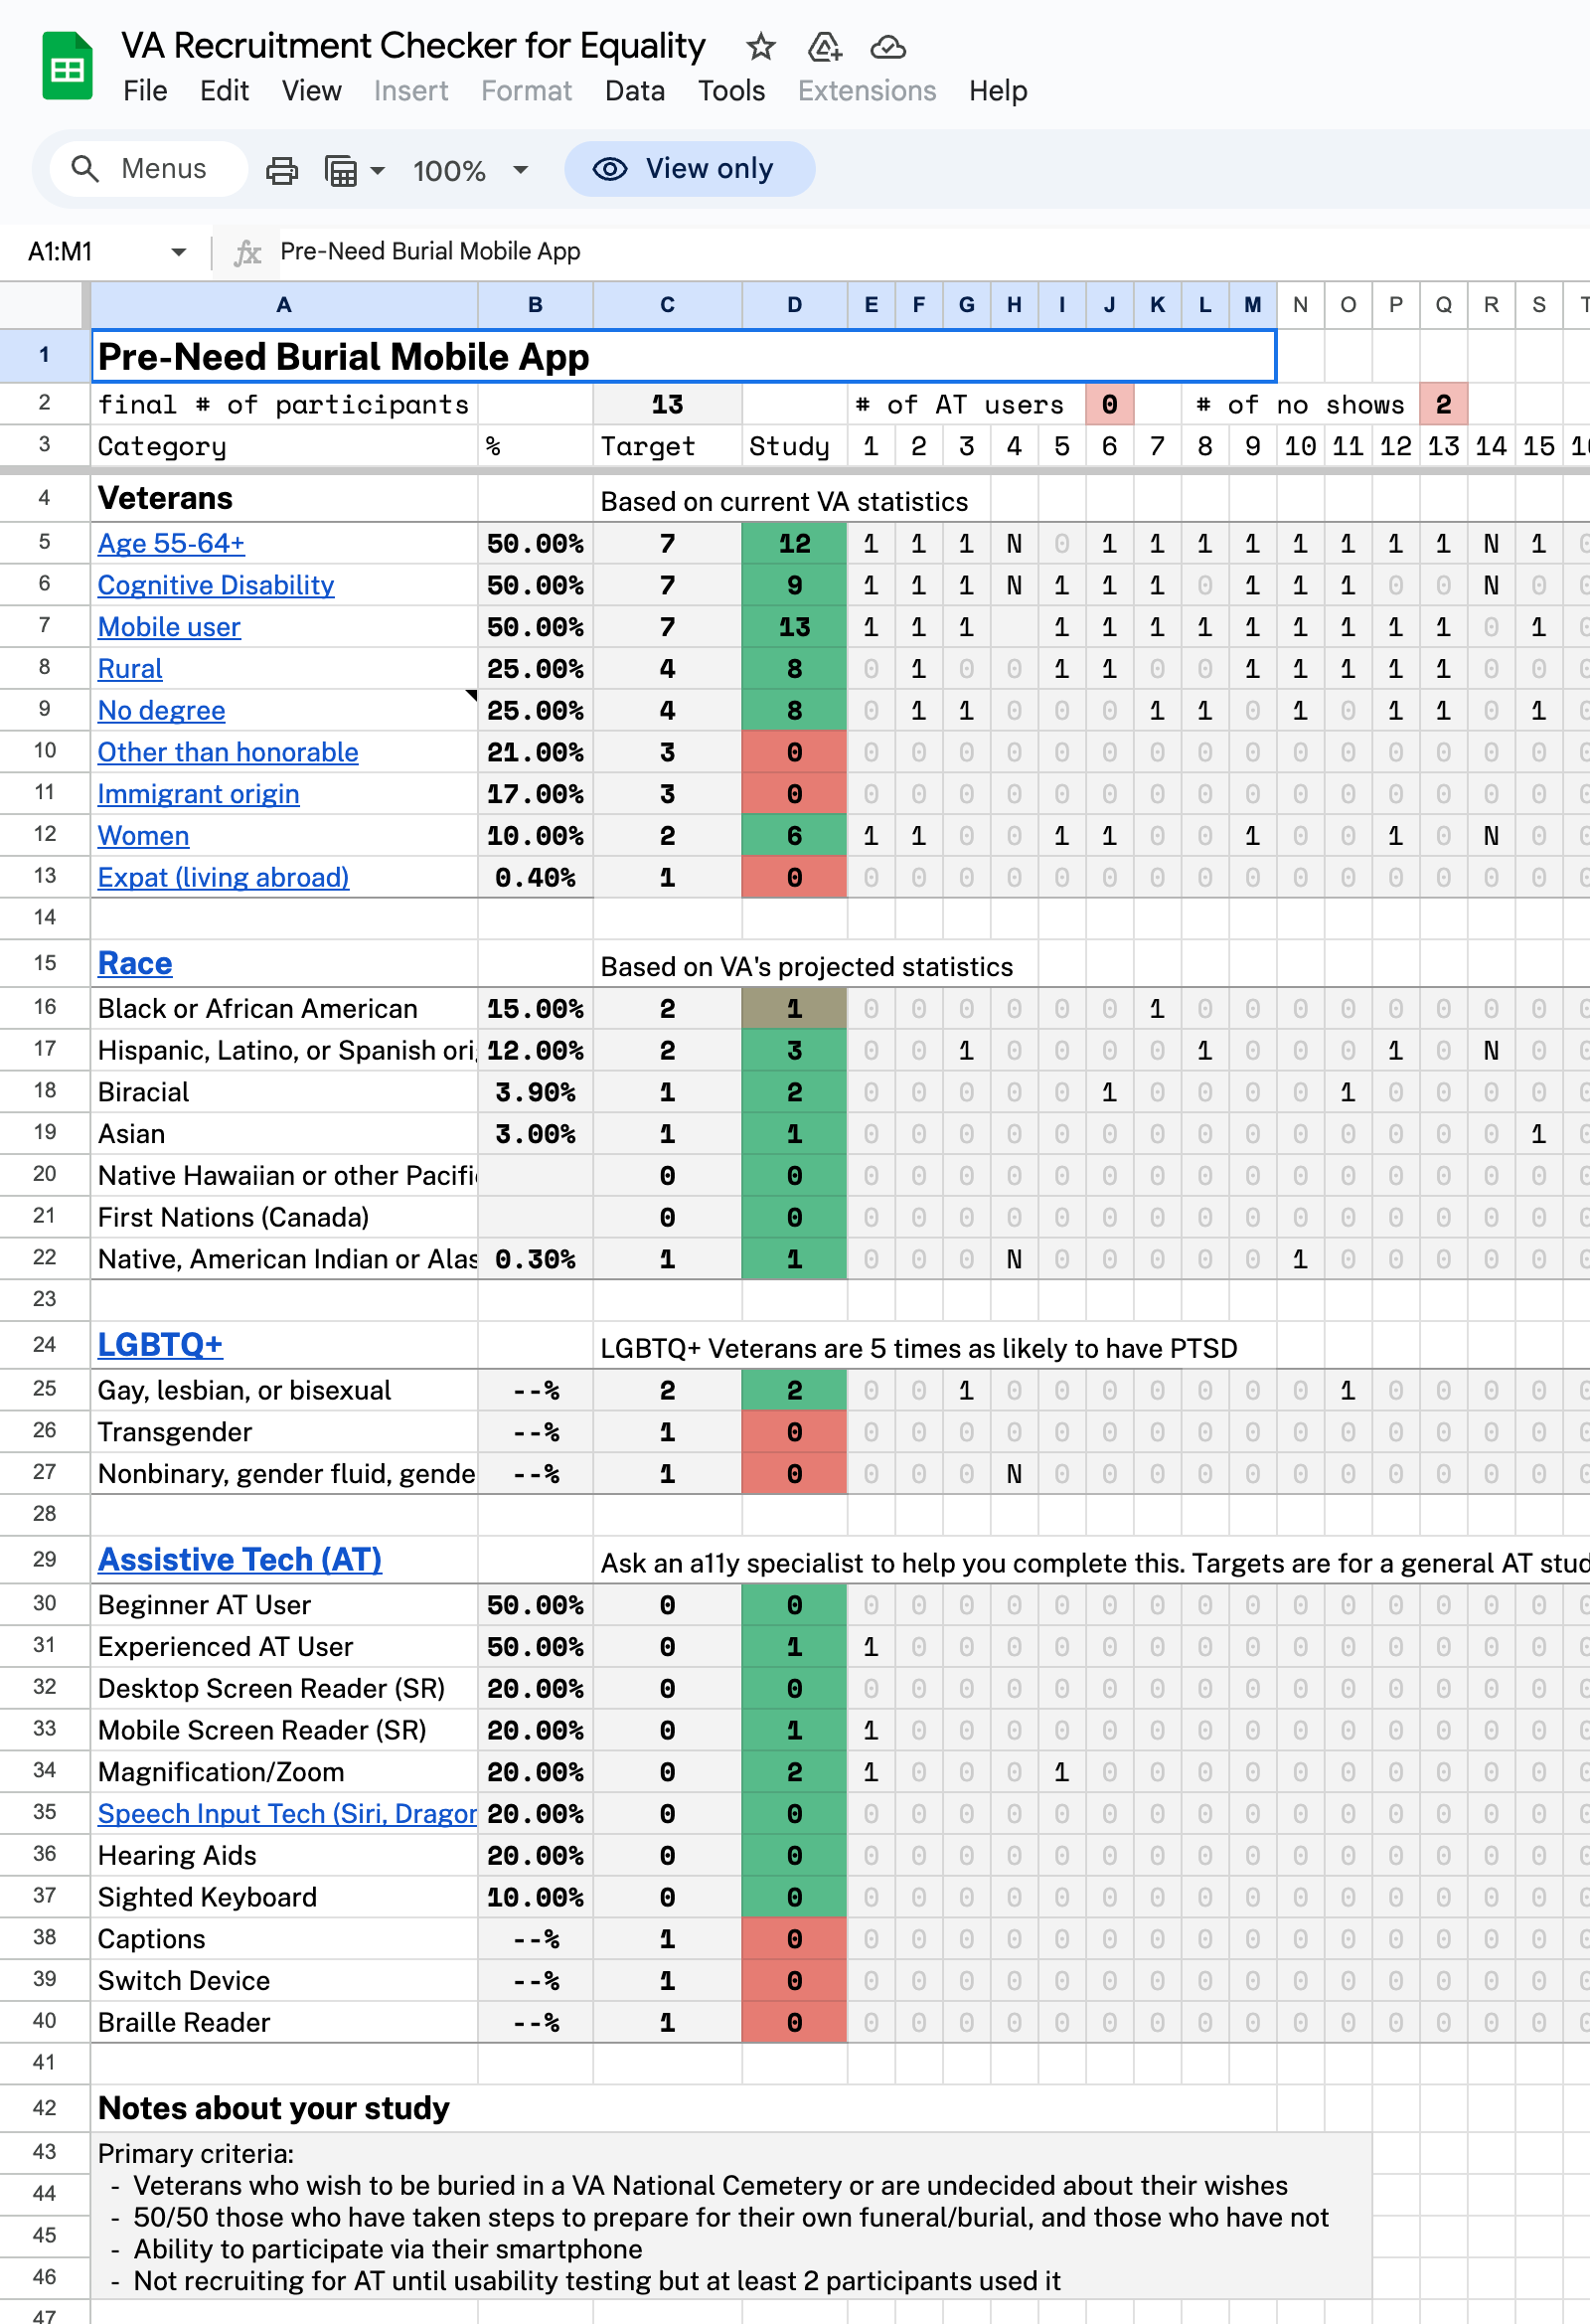 VA Recruitment Checker for Equality
File Edit View Insert Format Data Tools Extensions Help
Menus 100% View only
A1:M1 fx Pre-Need Burial Mobile App
A B C D E F G H I J K L M N O P Q R S T
1 Pre-Need Burial Mobile App
2 final # of participants 13 # of AT users 0 # of no shows 2
3 Category % Target Study 1 2 3 4 5 6 7 8 9 10 11 12 13 14 15
4 Veterans Based on current VA statistics
5 Age 55-64+ 50.00% 7 12 1 1 1 N 0 1 1 1 1 1 1 1 1 N 1
6 Cognitive Disability 50.00% 7 9 1 1 1 N 1 1 1 0 1 1 1 0 0 N 0
7 Mobile user 50.00% 7 13 1 1 1 1 1 1 1 1 1 1 1 1 0 1
8 Rural 25.00% 4 8 0 1 0 0 1 1 0 0 1 1 1 1 1 0 0
9 No degree 25.00% 4 8 0 1 1 0 0 0 1 1 0 1 0 1 1 0 1
10 Other than honorable 21.00% 3 0 0 0 0 0 0 0 0 0 0 0 0 0 0 0 0
11 Immigrant origin 17.00% 3 0 0 0 0 0 0 0 0 0 0 0 0 0 0 0 0
12 Women 10.00% 2 6 1 1 0 0 1 1 0 0 1 0 0 1 0 N 0
13 Expat (living abroad) 0.40% 1 0 0 0 0 0 0 0 0 0 0 0 0 0 0 0 0
14
15 Race Based on VA's projected statistics
16 Black or African American 15.00% 2 1 0 0 0 0 0 0 1 0 0 0 0 0 0 0 0
17 Hispanic, Latino, or Spanish ori 12.00% 2 3 0 0 1 0 0 0 0 1 0 0 0 1 0 N 0
18 Biracial 3.90% 1 2 0 0 0 0 0 1 0 0 0 0 1 0 0 0 0
19 Asian 3.00% 1 1 0 0 0 0 0 0 0 0 0 0 0 0 0 0 1
20 Native Hawaiian or other Pacifi 0 0 0 0 0 0 0 0 0 0 0 0 0 0 0 0 0
21 First Nations (Canada) 0 0 0 0 0 0 0 0 0 0 0 0 0 0 0 0 0
22 Native, American Indian or Alas 0.30% 1 1 0 0 0 N 0 0 0 0 0 1 0 0 0 0 0
23
24 LGBTQ+ LGBTQ+ Veterans are 5 times as likely to have PTSD
25 Gay, lesbian, or bisexual --% 2 2 0 0 1 0 0 0 0 0 0 0 1 0 0 0 0
26 Transgender --% 1 0 0 0 0 0 0 0 0 0 0 0 0 0 0 0 0
27 Nonbinary, gender fluid, gende --% 1 0 0 0 0 N 0 0 0 0 0 0 0 0 0 0 0
28
29 Assistive Tech (AT) Ask an a11y specialist to help you complete this. Targets are for a general AT stud
30 Beginner AT User 50.00% 0 0 0 0 0 0 0 0 0 0 0 0 0 0 0 0 0
31 Experienced AT User 50.00% 0 1 1 0 0 0 0 0 0 0 0 0 0 0 0 0 0
32 Desktop Screen Reader (SR) 20.00% 0 0 0 0 0 0 0 0 0 0 0 0 0 0 0 0 0
33 Mobile Screen Reader (SR) 20.00% 0 1 1 0 0 0 0 0 0 0 0 0 0 0 0 0 0
34 Magnification/Zoom 20.00% 0 2 1 0 0 0 1 0 0 0 0 0 0 0 0 0 0
35 Speech Input Tech (Siri, Dragon 20.00% 0 0 0 0 0 0 0 0 0 0 0 0 0 0 0 0 0
36 Hearing Aids 20.00% 0 0 0 0 0 0 0 0 0 0 0 0 0 0 0 0 0
37 Sighted Keyboard 10.00% 0 0 0 0 0 0 0 0 0 0 0 0 0 0 0 0 0
38 Captions --% 1 0 0 0 0 0 0 0 0 0 0 0 0 0 0 0 0
39 Switch Device --% 1 0 0 0 0 0 0 0 0 0 0 0 0 0 0 0 0
40 Braille Reader --% 1 0 0 0 0 0 0 0 0 0 0 0 0 0 0 0 0
41
42 Notes about your study
43 Primary criteria:
44 - Veterans who wish to be buried in a VA National Cemetery or are undecided about their wishes
45 - 50/50 those who have taken steps to prepare for their own funeral/burial, and those who have not
- Ability to participate via their smartphone
46 - Not recruiting for AT until usability testing but at least 2 participants used it
47